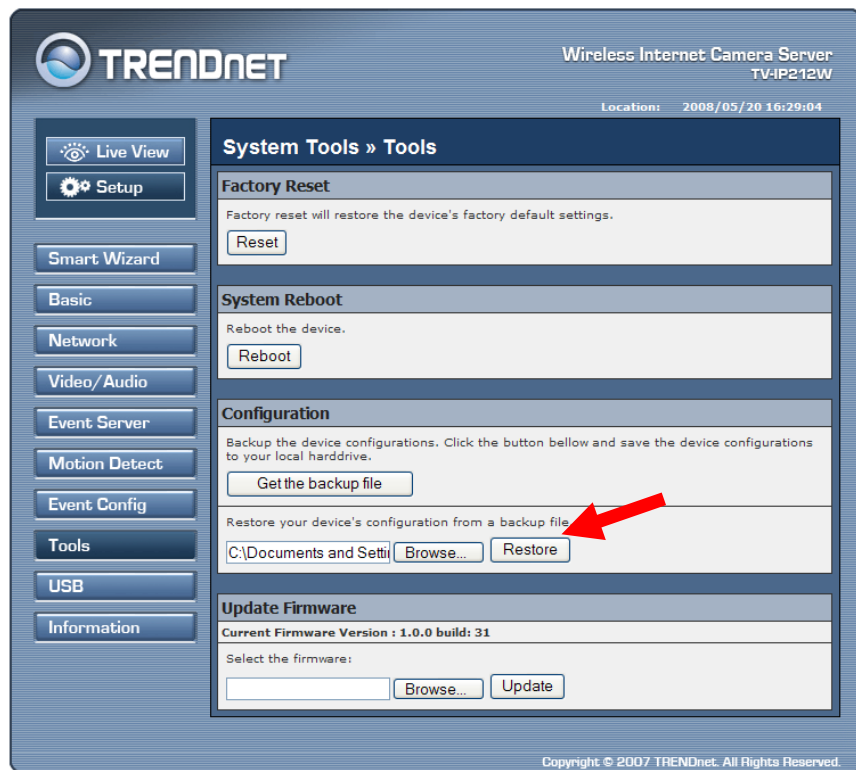 TRENDNET
Wireless Internet Camera Server
TV-IP212W
Location: 2008/05/20 16:29:04
Live View
Setup
Smart Wizard
Basic
Network
Video/Audio
Event Server
Motion Detect
Event Config
Tools
USB
Information
System Tools » Tools
Factory Reset
Factory reset will restore the device's factory default settings.
Reset
System Reboot
Reboot the device.
Reboot
Configuration
Backup the device configurations. Click the button bellow and save the device configurations
to your local harddrive.
Get the backup file
Restore your device's configuration from a backup file.
C:\Documents and Setti Browse... Restore
Update Firmware
Current Firmware Version : 1.0.0 build: 31
Select the firmware:
Browse... Update
Copyright © 2007 TRENDnet. All Rights Reserved.